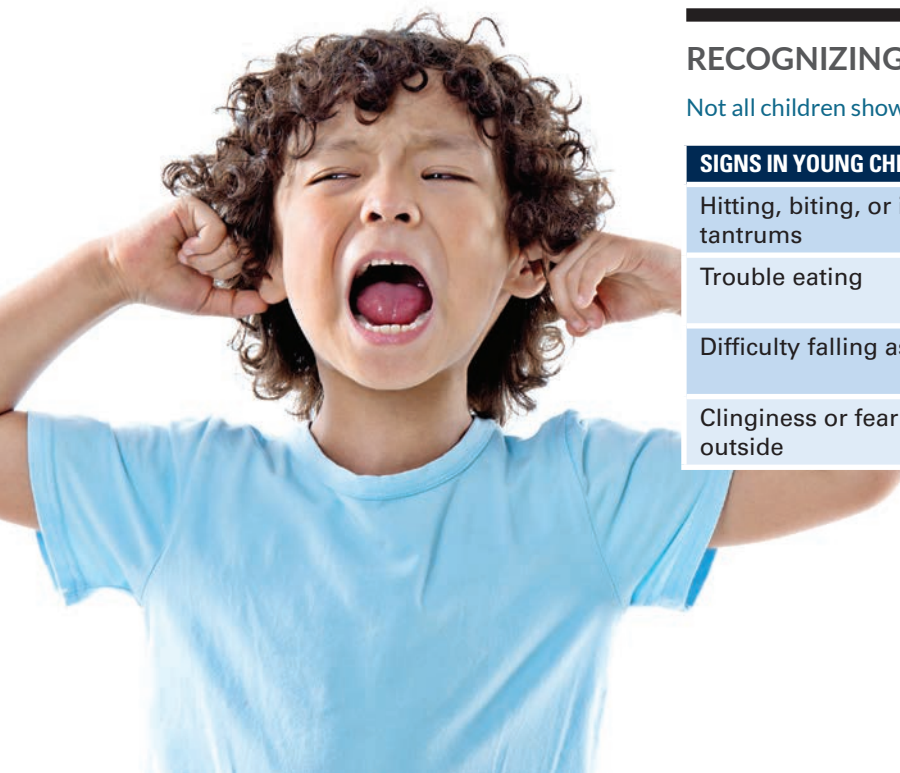 RECOGNIZING
Not all children show
SIGNS IN YOUNG
Hitting, biting, or
tantrums
Trouble eating
Difficulty falling
Clinginess or fear
outside